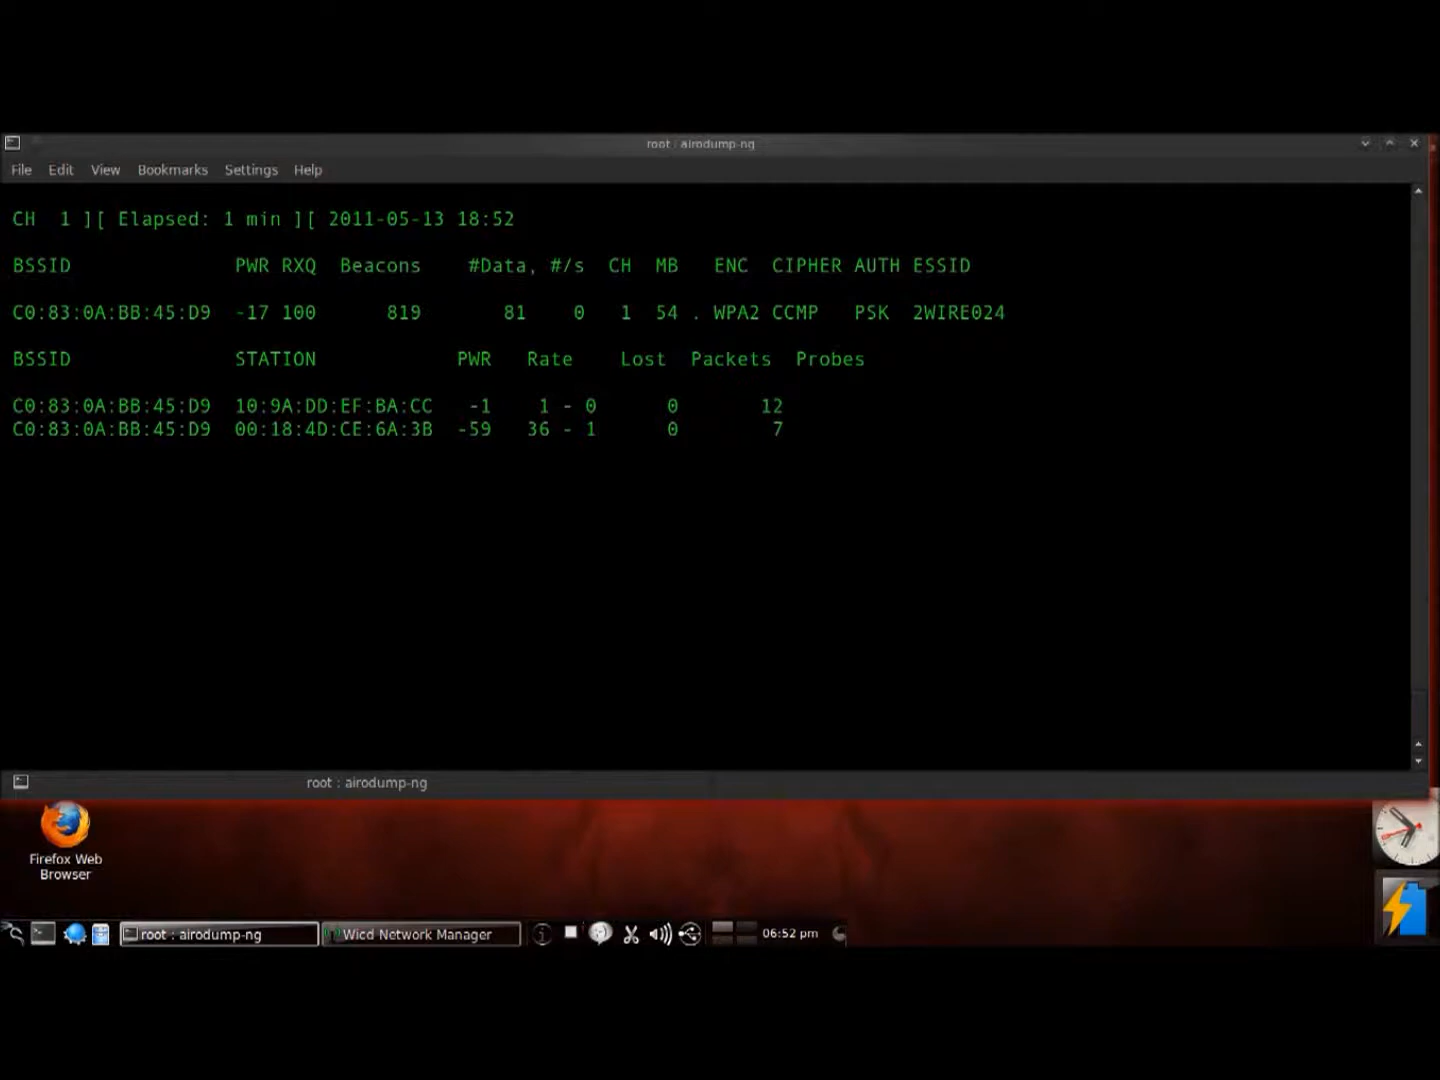 root : airodump-ng
File Edit View Bookmarks Settings Help
CH 1 ][ Elapsed: 1 min ][ 2011-05-13 18:52
BSSID PWR RXQ Beacons #Data, #/s CH MB ENC CIPHER AUTH ESSID
C0:83:0A:BB:45:D9 -17 100 819 81 0 1 54 . WPA2 CCMP PSK 2WIRE024
BSSID STATION PWR Rate Lost Packets Probes
C0:83:0A:BB:45:D9 10:9A:DD:EF:BA:CC -1 1 - 0 0 12
C0:83:0A:BB:45:D9 00:18:4D:CE:6A:3B -59 36 - 1 0 7
root : airodump-ng
Firefox Web
Browser
root : airodump-ng Wicd Network Manager 06:52 pm